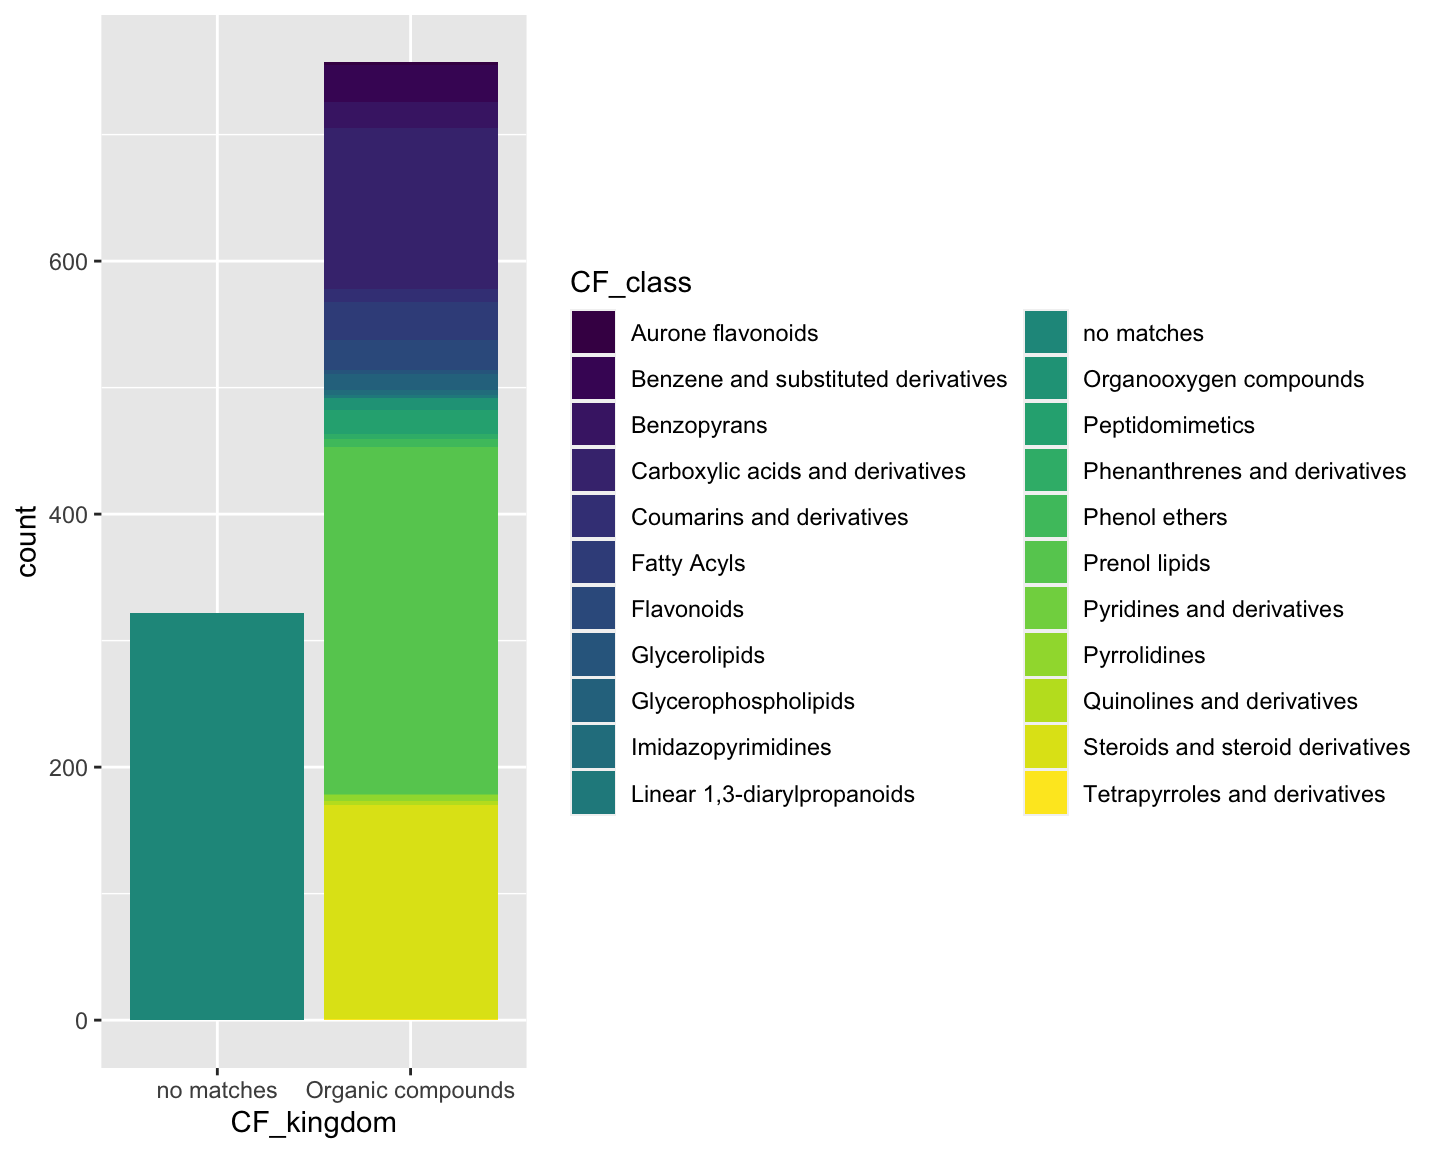 600
400
200
0
count
no matches
Organic compounds
CF_kingdom
CF_class
Aurone flavonoids
Benzene and substituted derivatives
Benzopyrans
Carboxylic acids and derivatives
Coumarins and derivatives
Fatty Acyls
Flavonoids
Glycerolipids
Glycerophospholipids
Imidazopyrimidines
Linear 1,3-diarylpropanoids
no matches
Organooxygen compounds
Peptidomimetics
Phenanthrenes and derivatives
Phenol ethers
Prenol lipids
Pyridines and derivatives
Pyrrolidines
Quinolines and derivatives
Steroids and steroid derivatives
Tetrapyrroles and derivatives